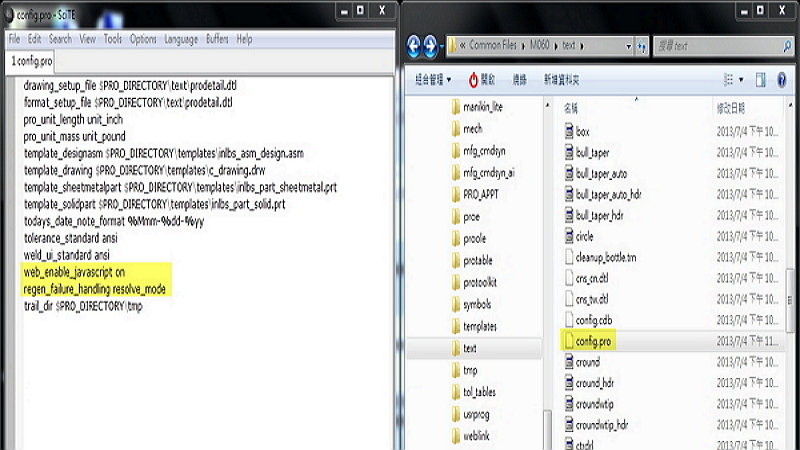 config.pro - SciTE
File Edit Search View Tools Options Language Buffers Help
1 config.pro
drawing_setup_file $PRO_DIRECTORY\text\prodetail.dtl
format_setup_file $PRO_DIRECTORY\text\prodetail.dtl
pro_unit_length unit_inch
pro_unit_mass unit_pound
template_designasm $PRO_DIRECTORY\templates\inlbs_asm_design.asm
template_drawing $PRO_DIRECTORY\templates\c_drawing.drw
template_sheetmetalpart $PRO_DIRECTORY\templates\inlbs_part_sheetmetal.prt
template_solidpart $PRO_DIRECTORY\templates\inlbs_part_solid.prt
todays_date_note_format %Mmm-%dd-%yy
tolerance_standard ansi
weld_ui_standard ansi
web_enable_javascript on
regen_failure_handling resolve_mode
trail_dir $PRO_DIRECTORY\tmp
« Common Files M060 text
搜尋 text
組合管理 開啟 燒錄 新增資料夾
manikin_lite
mech
mfg_cmdsyn
mfg_cmdsyn_ai
PRO_APPT
proe
proole
protable
protoolkit
symbols
templates
text
tmp
tol_tables
usrprog
weblink
名稱 修改日期
box 2013/7/4 下午 10...
bull_taper 2013/7/4 下午 10...
bull_taper_auto 2013/7/4 下午 10...
bull_taper_auto_hdr 2013/7/4 下午 10...
bull_taper_hdr 2013/7/4 下午 10...
circle 2013/7/4 下午 10...
cleanup_bottle.tm 2013/7/4 下午 10...
cns_cn.dtl 2013/7/4 下午 10...
cns_tw.dtl 2013/7/4 下午 10...
config.cdb 2013/7/4 下午 10...
config.pro 2013/7/4 下午 11...
cround 2013/7/4 下午 10...
cround_hdr 2013/7/4 下午 10...
croundwtip 2013/7/4 下午 10...
croundwtip_hdr 2013/7/4 下午 10...
ctrdrl 2013/7/4 下午 10...